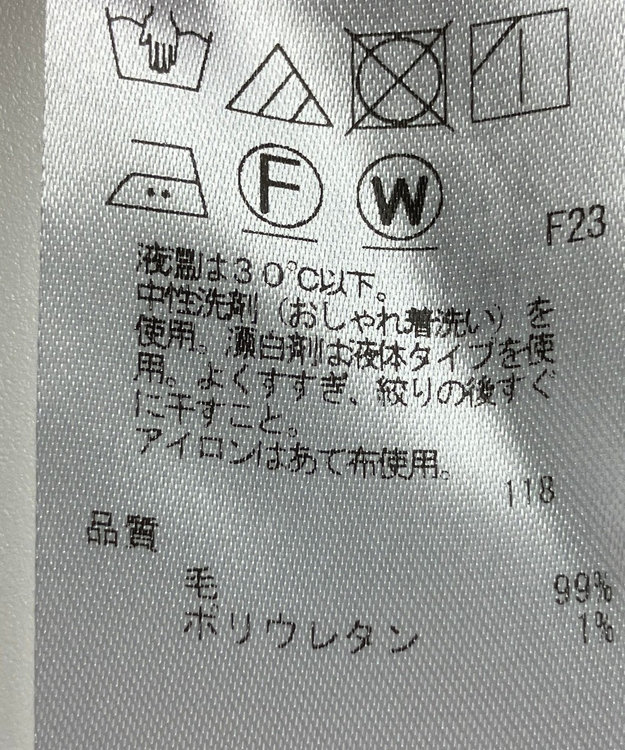 F W
F23
液温は30℃以下。
中性洗剤（おしゃれ着洗い）を
使用。漂白剤は液体タイプを使
用。よくすすぎ、絞りの後すぐ
に干すこと。
アイロンはあて布使用。
118
品質
毛 99%
ポリウレタン 1%